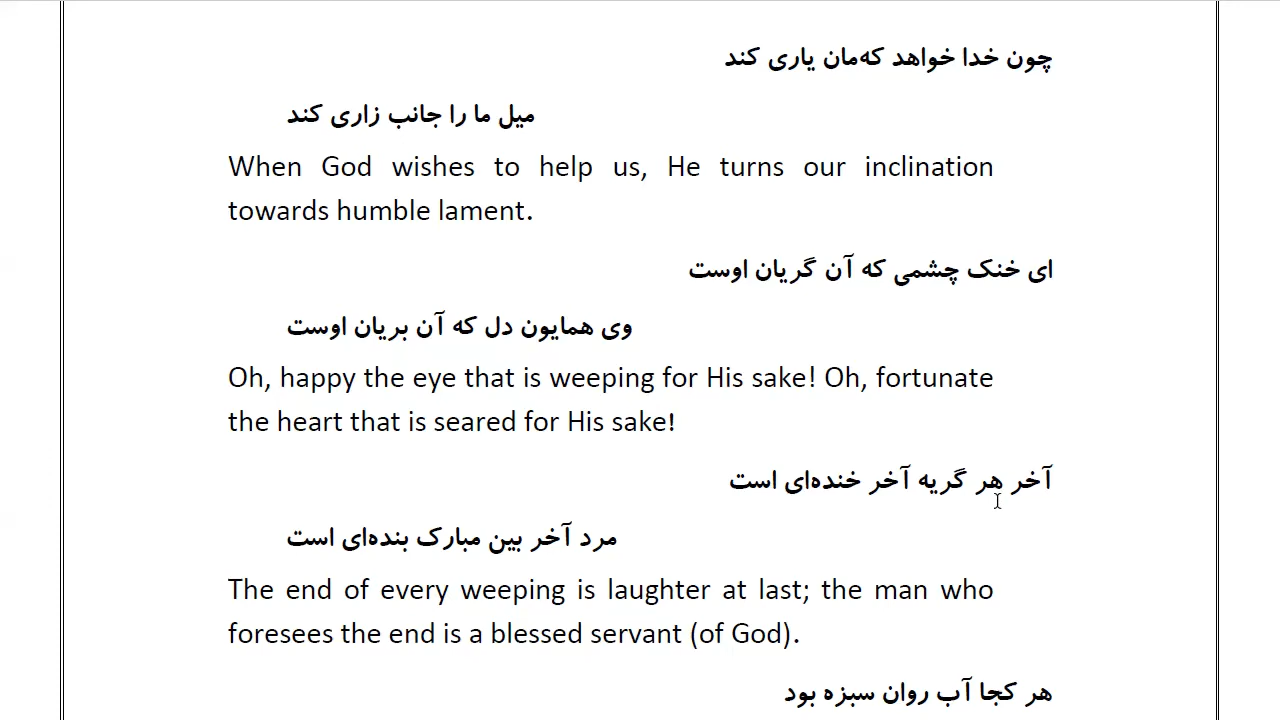 چون خدا خواهد که‌مان یاری کند
میل ما را جانب زاری کند
When God wishes to help us, He turns our inclination
towards humble lament.
ای خنک چشمی که آن گریان اوست
وی همایون دل که آن بریان اوست
Oh, happy the eye that is weeping for His sake! Oh, fortunate
the heart that is seared for His sake!
آخر هر گریه آخر خنده‌ای است
مرد آخر بین مبارک بنده‌ای است
The end of every weeping is laughter at last; the man who
foresees the end is a blessed servant (of God).
هر کجا آب روان سبزه بود